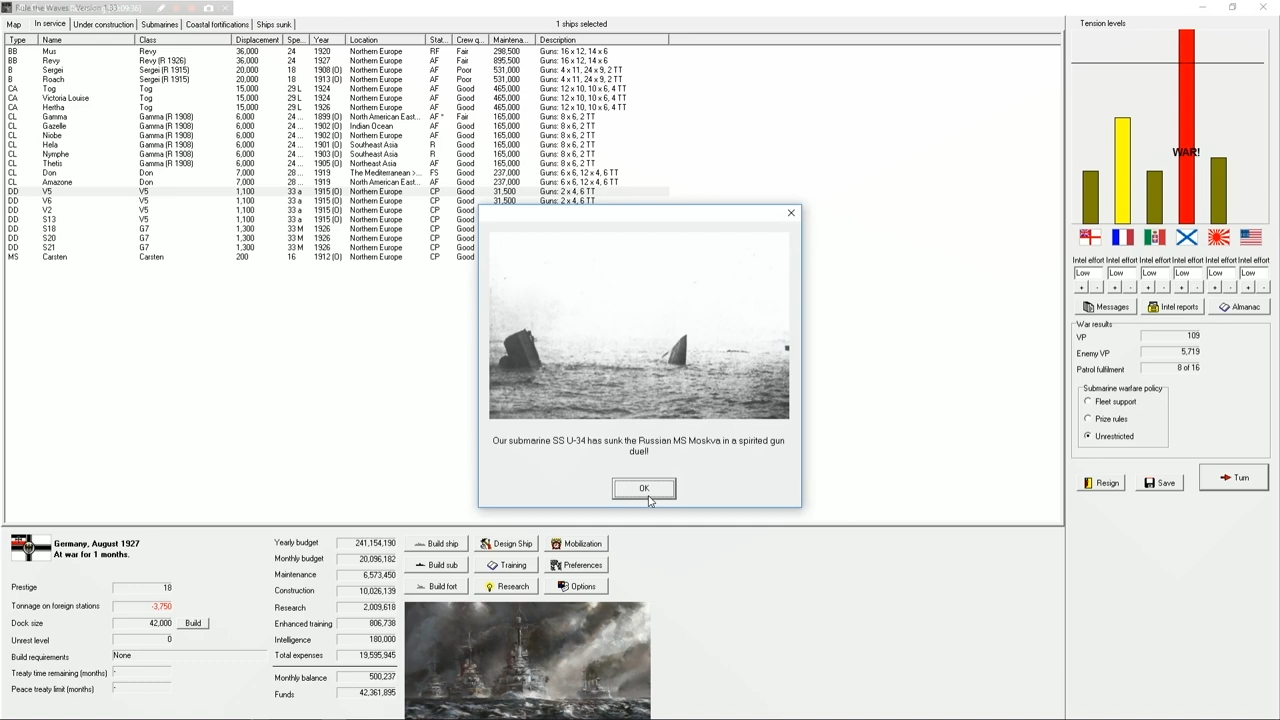 Rule the Waves - Version 1.33
Map In service Under construction Submarines Coastal fortifications Ships sunk 1 ships selected
Type Name Class Displacement Spe... Year Location Stat... Crew q... Maintena... Description
BB Mus Revy 36,000 24 1920 Northern Europe RF Fair 298,500 Guns: 16 x 12, 14 x 6
BB Revy Revy (R 1926) 36,000 24 1927 Northern Europe AF Fair 895,500 Guns: 16 x 12, 14 x 6
B Sergei Sergei (R 1915) 20,000 18 1908 (O) Northern Europe AF Poor 531,000 Guns: 4 x 11, 24 x 9, 2 TT
B Roach Sergei (R 1915) 20,000 18 1913 (O) Northern Europe AF Poor 531,000 Guns: 4 x 11, 24 x 9, 2 TT
CA Tog Tog 15,000 29 L 1924 Northern Europe AF Good 465,000 Guns: 12 x 10, 10 x 6, 4 TT
CA Victoria Louise Tog 15,000 29 L 1924 Northern Europe AF Good 465,000 Guns: 12 x 10, 10 x 6, 4 TT
CA Hertha Tog 15,000 29 L 1926 Northern Europe AF Good 465,000 Guns: 12 x 10, 10 x 6, 4 TT
CL Gamma Gamma (R 1908) 6,000 24 ... 1899 (O) North American East... AF * Fair 165,000 Guns: 8 x 6, 2 TT
CL Gazelle Gamma (R 1908) 6,000 24 ... 1902 (O) Indian Ocean AF Good 165,000 Guns: 8 x 6, 2 TT
CL Niobe Gamma (R 1908) 6,000 24 ... 1902 (O) Northern Europe AF Good 165,000 Guns: 8 x 6, 2 TT
CL Hela Gamma (R 1908) 6,000 24 ... 1901 (O) Southeast Asia R Good 165,000 Guns: 8 x 6, 2 TT
CL Nymphe Gamma (R 1908) 6,000 24 ... 1903 (O) Southeast Asia R Good 165,000 Guns: 8 x 6, 2 TT
CL Thetis Gamma (R 1908) 6,000 24 ... 1905 (O) Northeast Asia AF Good 165,000 Guns: 8 x 6, 2 TT
CL Don Don 7,000 28 ... 1919 The Mediterranean >... FS Good 237,000 Guns: 6 x 6, 12 x 4, 6 TT
CL Amazone Don 7,000 28 ... 1919 North American East... AF Good 237,000 Guns: 6 x 6, 12 x 4, 6 TT
DD V5 V5 1,100 33 a 1915 (O) Northern Europe CP Good 31,500 Guns: 2 x 4, 6 TT
DD V6 V5 1,100 33 a 1915 (O) Northern Europe CP Good 31,500 Guns: 2 x 4, 6 TT
DD V2 V5 1,100 33 a 1915 (O) Northern Europe CP Good
DD S13 V5 1,100 33 a 1915 (O) Northern Europe CP Good
DD S18 G7 1,300 33 M 1926 Northern Europe CP Good
DD S20 G7 1,300 33 M 1926 Northern Europe CP Good
DD S21 G7 1,300 33 M 1926 Northern Europe CP Good
MS Carsten Carsten 200 16 1912 (O) Northern Europe CP Good
Our submarine SS U-34 has sunk the Russian MS Moskva in a spirited gun
duel!
OK
Tension levels
WAR!
Intel effort Intel effort Intel effort Intel effort Intel effort Intel effort
Low Low Low Low Low Low
+ - + - + - + - + - + -
Messages Intel reports Almanac
War results
VP 109
Enemy VP 5,719
Patrol fulfilment 8 of 16
Submarine warfare policy
Fleet support
Prize rules
Unrestricted
Resign Save Turn
Germany, August 1927
At war for 1 months.
Prestige 18
Tonnage on foreign stations -3,750
Dock size 42,000 Build
Unrest level 0
Build requirements None
Treaty time remaining (months) -
Peace treaty limit (months) -
Yearly budget 241,154,190
Monthly budget 20,096,182
Maintenance 6,573,450
Construction 10,026,139
Research 2,009,618
Enhanced training 806,738
Intelligence 180,000
Total expenses 19,595,945
Monthly balance 500,237
Funds 42,361,895
Build ship Design Ship Mobilization
Build sub Training Preferences
Build fort Research Options